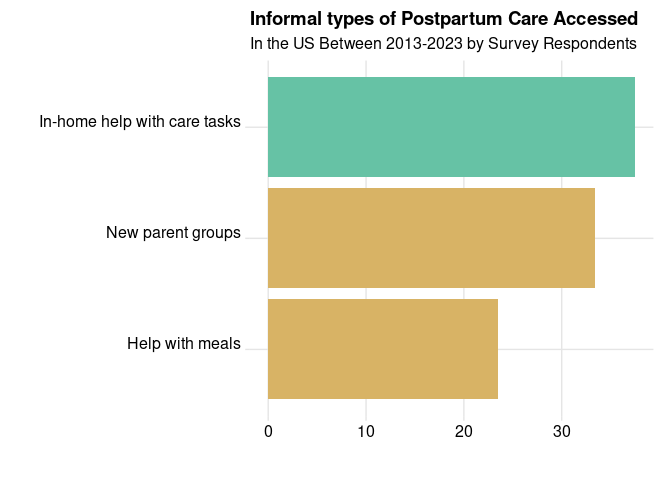 Informal types of Postpartum Care Accessed
In the US Between 2013-2023 by Survey Respondents
In-home help with care tasks
New parent groups
Help with meals
0 10 20 30